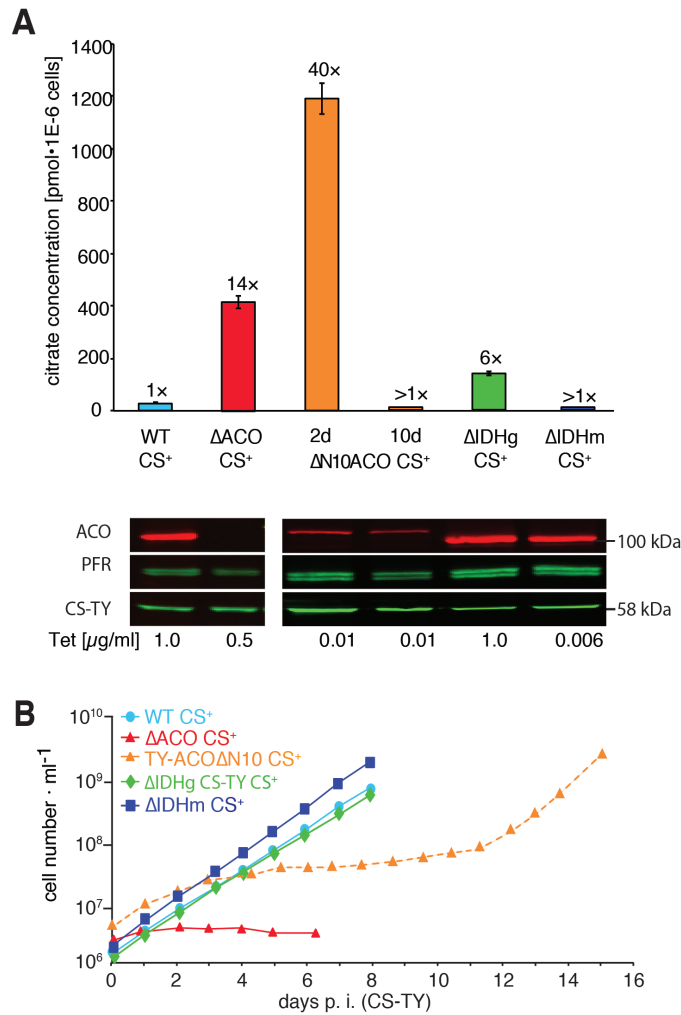 A
citrate concentration [pmol•1E-6 cells]
1400
1200
1000
800
600
400
200
0
1×
14×
40×
>1×
6×
>1×
WT ΔACO 2d 10d ΔIDHg ΔIDHm
CS⁺ CS⁺ ΔN10ACO CS⁺ CS⁺ CS⁺
ACO
100 kDa
PFR
CS-TY
58 kDa
Tet [µg/ml] 1.0 0.5 0.01 0.01 1.0 0.006
B
cell number · ml⁻¹
10¹⁰
10⁹
10⁸
10⁷
10⁶
WT CS⁺
ΔACO CS⁺
TY-ACOΔN10 CS⁺
ΔIDHg CS-TY CS⁺
ΔIDHm CS⁺
0 2 4 6 8 10 12 14 16
days p. i. (CS-TY)